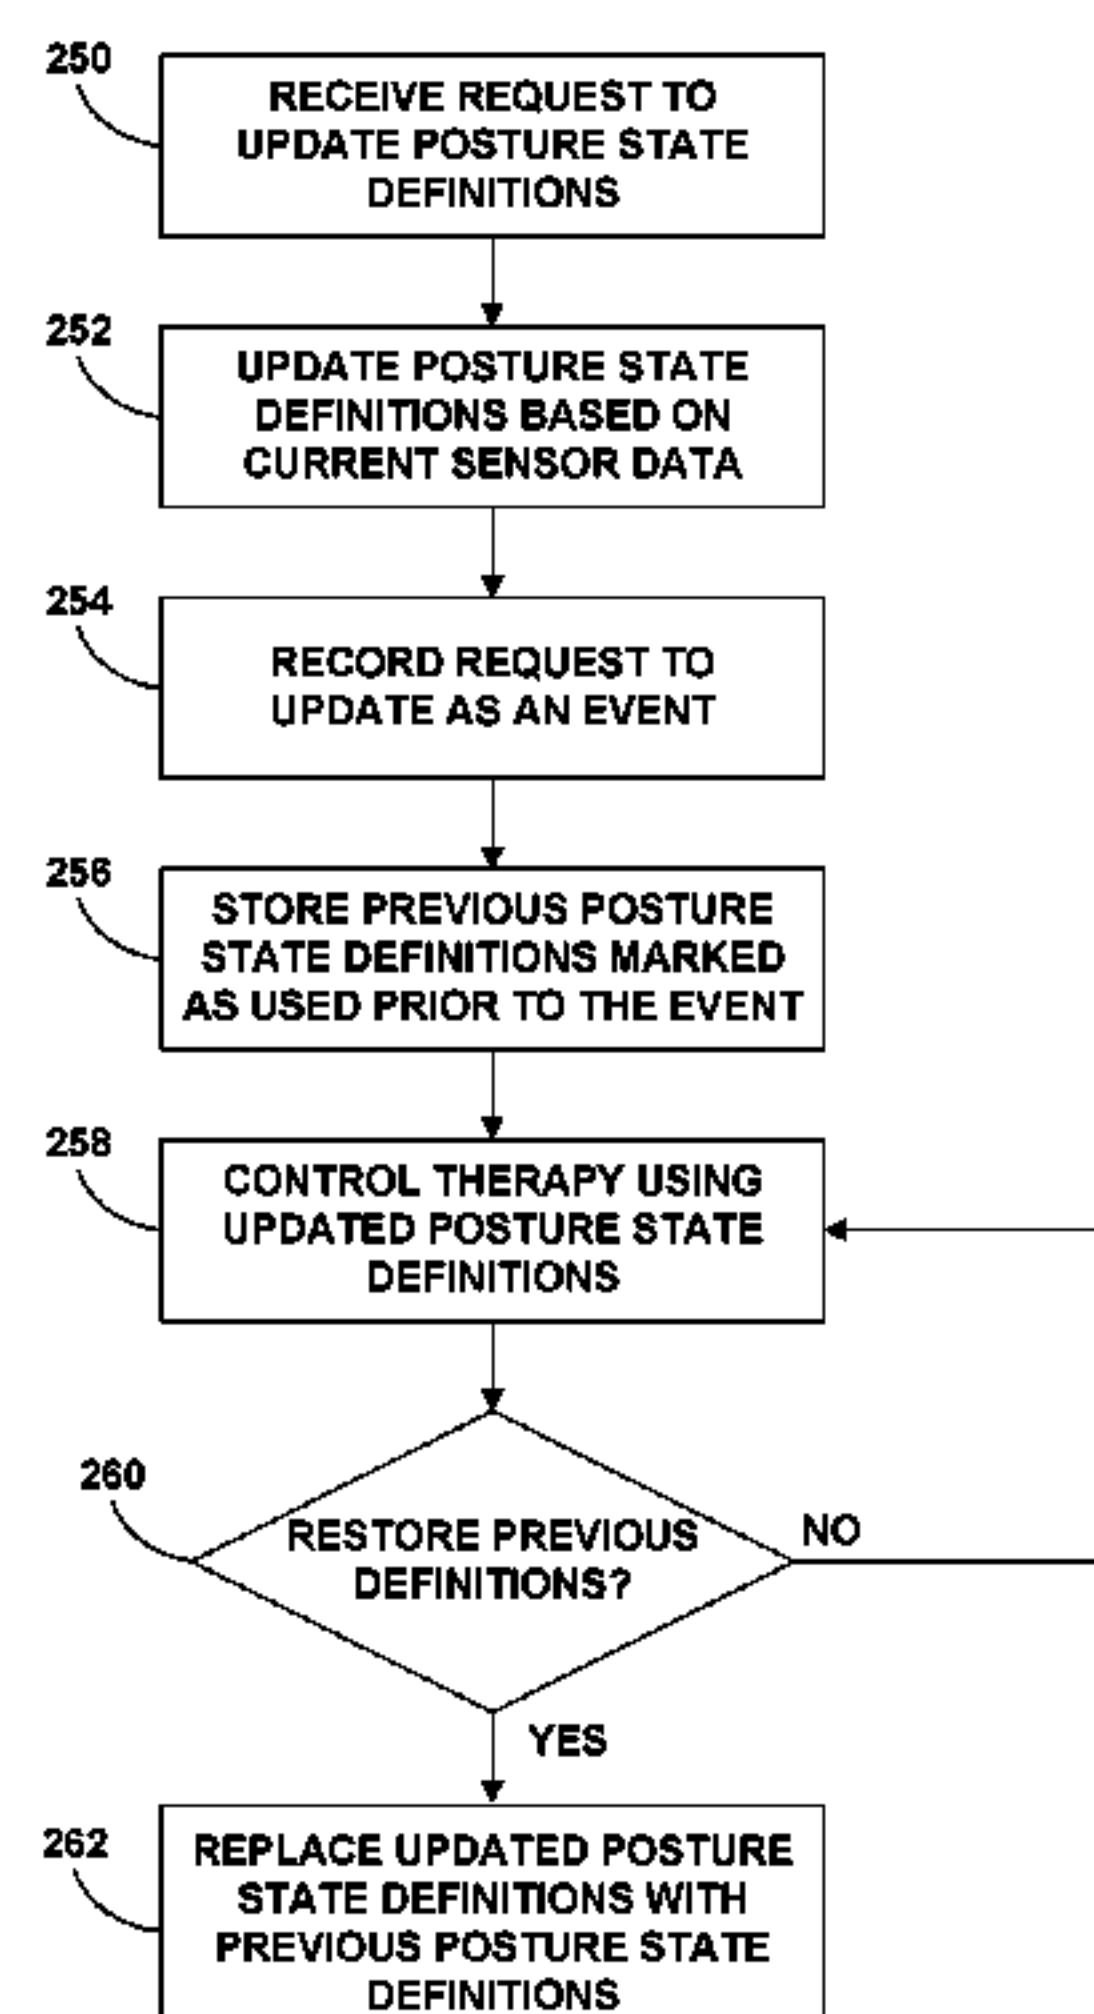 250
RECEIVE REQUEST TO
UPDATE POSTURE STATE
DEFINITIONS
252
UPDATE POSTURE STATE
DEFINITIONS BASED ON
CURRENT SENSOR DATA
254
RECORD REQUEST TO
UPDATE AS AN EVENT
256
STORE PREVIOUS POSTURE
STATE DEFINITIONS MARKED
AS USED PRIOR TO THE EVENT
258
CONTROL THERAPY USING
UPDATED POSTURE STATE
DEFINITIONS
260
RESTORE PREVIOUS
DEFINITIONS?
NO
YES
262
REPLACE UPDATED POSTURE
STATE DEFINITIONS WITH
PREVIOUS POSTURE STATE
DEFINITIONS